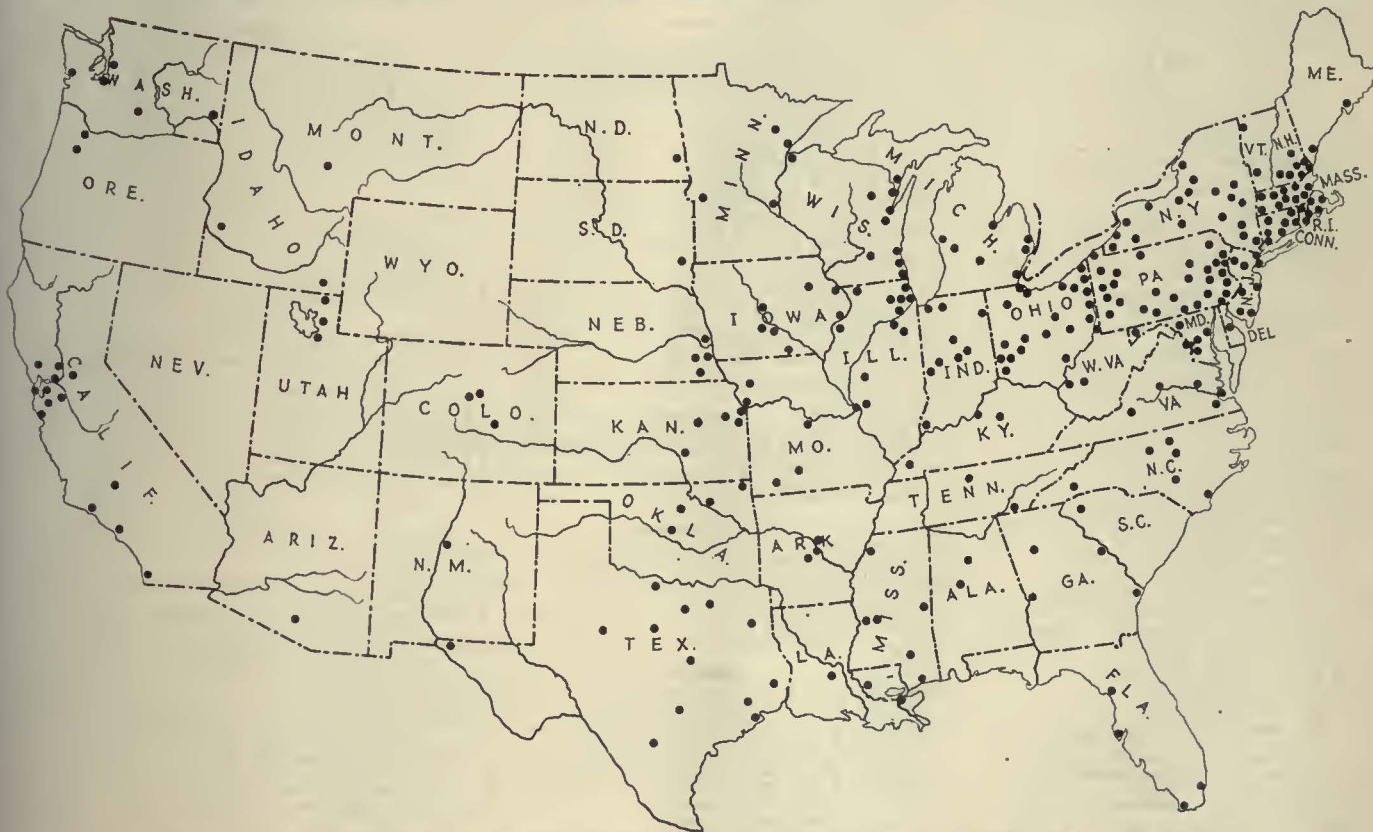 WASH.
ORE.
IDAHO
MONT.
N.D.
S.D.
WYO.
NEB.
NEV.
UTAH
COLO.
KAN.
CALIF.
ARIZ.
N.M.
OKLA.
TEX.
MINN.
WIS.
MICH.
IOWA
ILL.
IND.
OHIO
MO.
KY.
TENN.
ARK
LA.
MISS.
ALA.
GA.
FLA.
S.C.
N.C.
VA
W.VA
MD.
DEL
PA
N.J.
N.Y
CONN.
R.I.
MASS.
VT.
N.H.
ME.